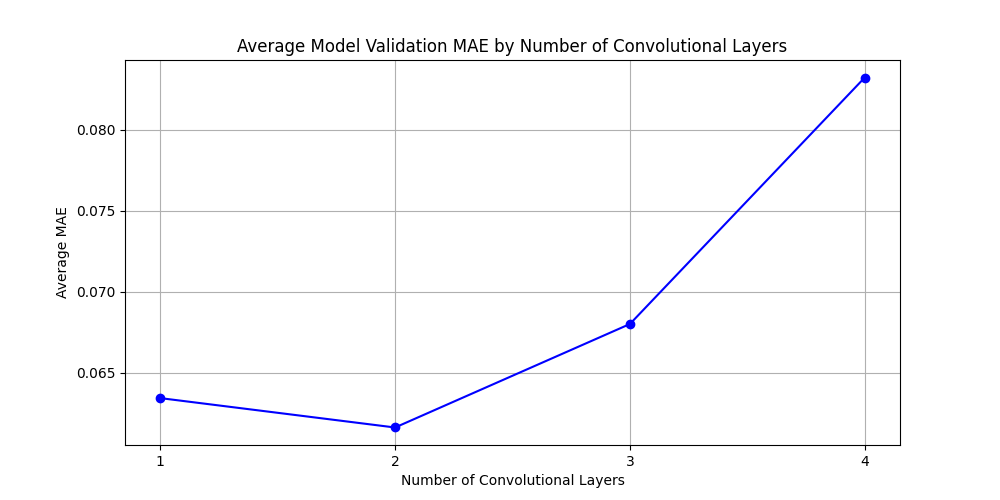 Average Model Validation MAE by Number of Convolutional Layers
Average MAE
0.080
0.075
0.070
0.065
1 2 3 4
Number of Convolutional Layers